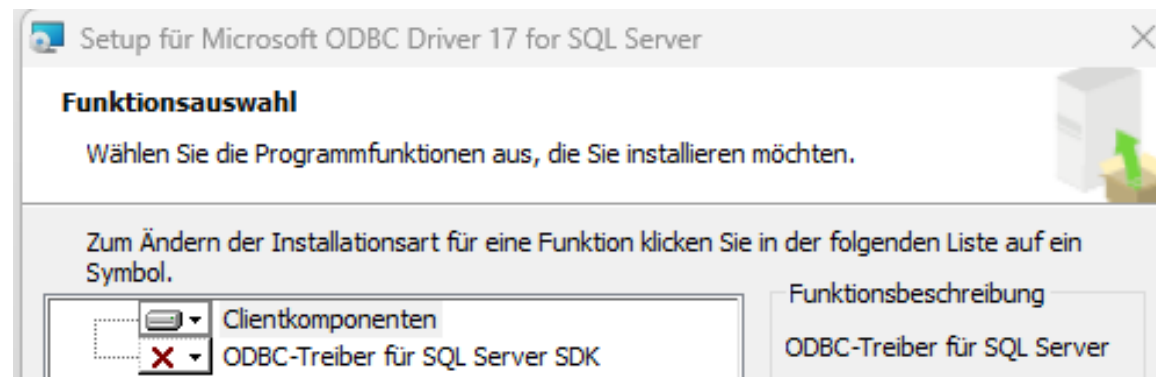 Setup für Microsoft ODBC Driver 17 for SQL Server
Funktionsauswahl
Wählen Sie die Programmfunktionen aus, die Sie installieren möchten.
Zum Ändern der Installationsart für eine Funktion klicken Sie in der folgenden Liste auf ein
Symbol.
Clientkomponenten
ODBC-Treiber für SQL Server SDK
Funktionsbeschreibung
ODBC-Treiber für SQL Server